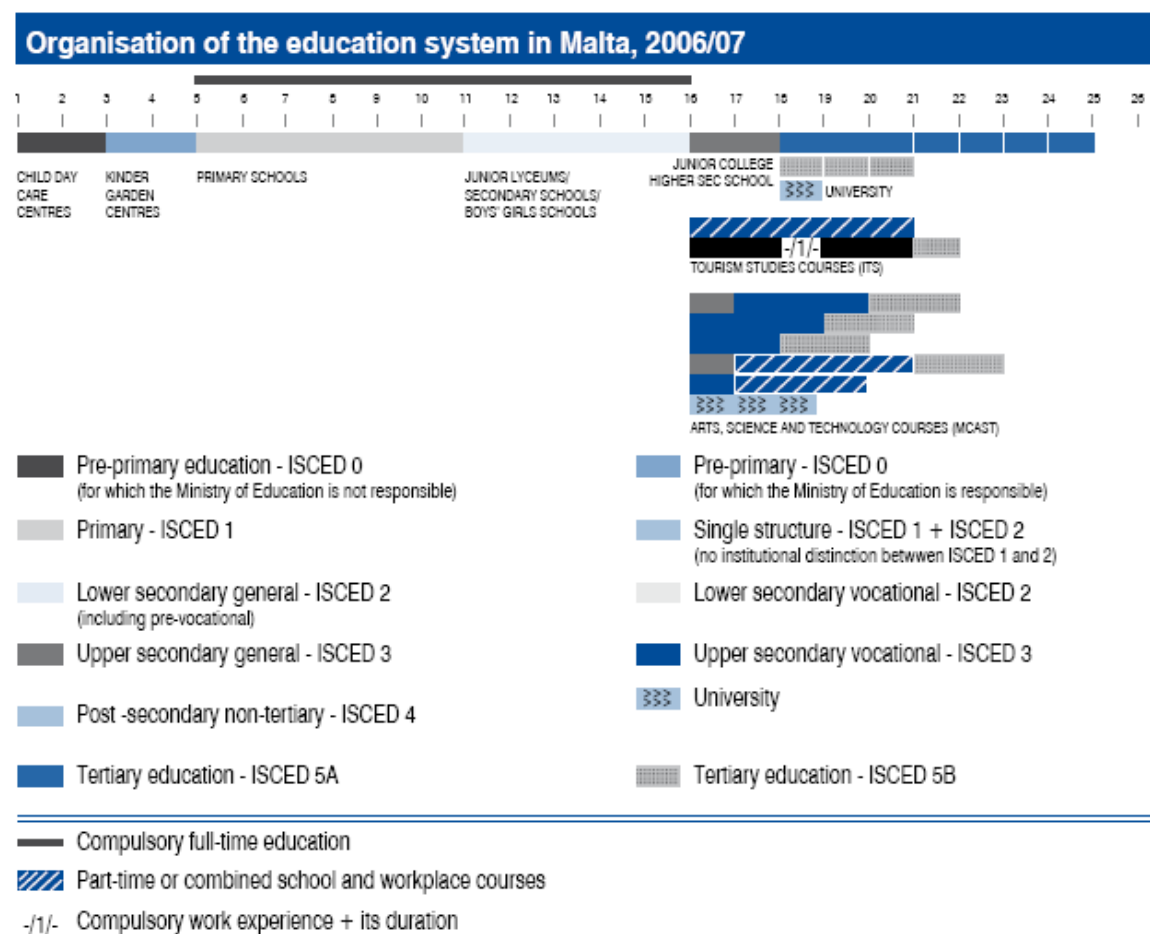 Organisation of the education system in Malta, 2006/07
1 2 3 4 5 6 7 8 9 10 11 12 13 14 15 16 17 18 19 20 21 22 23 24 25 26
CHILD DAY
CARE
CENTRES
KINDER
GARDEN
CENTRES
PRIMARY SCHOOLS
JUNIOR LYCEUMS/
SECONDARY SCHOOLS/
BOYS' GIRLS SCHOOLS
JUNIOR COLLEGE
HIGHER SEC SCHOOL
UNIVERSITY
-/1/-
TOURISM STUDIES COURSES (ITS)
ARTS, SCIENCE AND TECHNOLOGY COURSES (MCAST)
Pre-primary education - ISCED 0
(for which the Ministry of Education is not responsible)
Pre-primary - ISCED 0
(for which the Ministry of Education is responsible)
Primary - ISCED 1
Single structure - ISCED 1 + ISCED 2
(no institutional distinction betwwen ISCED 1 and 2)
Lower secondary general - ISCED 2
(including pre-vocational)
Lower secondary vocational - ISCED 2
Upper secondary general - ISCED 3
Upper secondary vocational - ISCED 3
University
Post -secondary non-tertiary - ISCED 4
Tertiary education - ISCED 5A
Tertiary education - ISCED 5B
Compulsory full-time education
Part-time or combined school and workplace courses
-/1/- Compulsory work experience + its duration